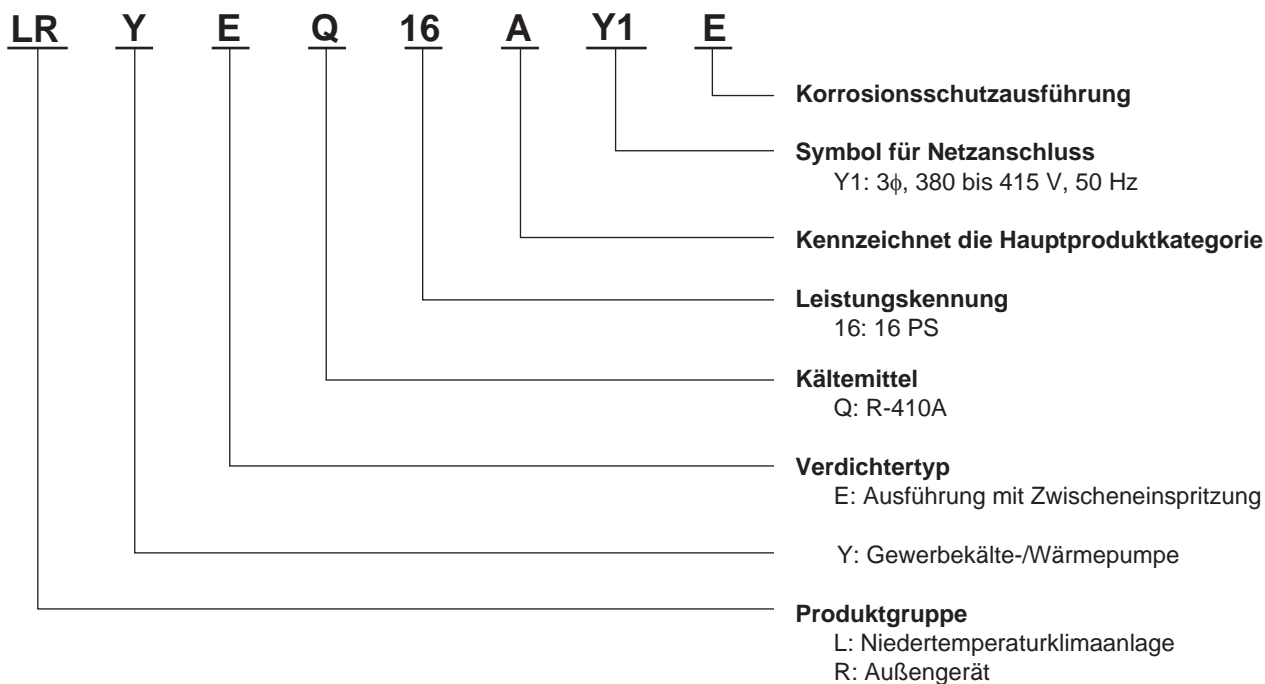 LR Y E Q 16 A Y1 E
Korrosionsschutzausführung
Symbol für Netzanschluss
Y1: 3ϕ, 380 bis 415 V, 50 Hz
Kennzeichnet die Hauptproduktkategorie
Leistungskennung
16: 16 PS
Kältemittel
Q: R-410A
Verdichtertyp
E: Ausführung mit Zwischeneinspritzung
Y: Gewerbekälte-/Wärmepumpe
Produktgruppe
L: Niedertemperaturklimaanlage
R: Außengerät